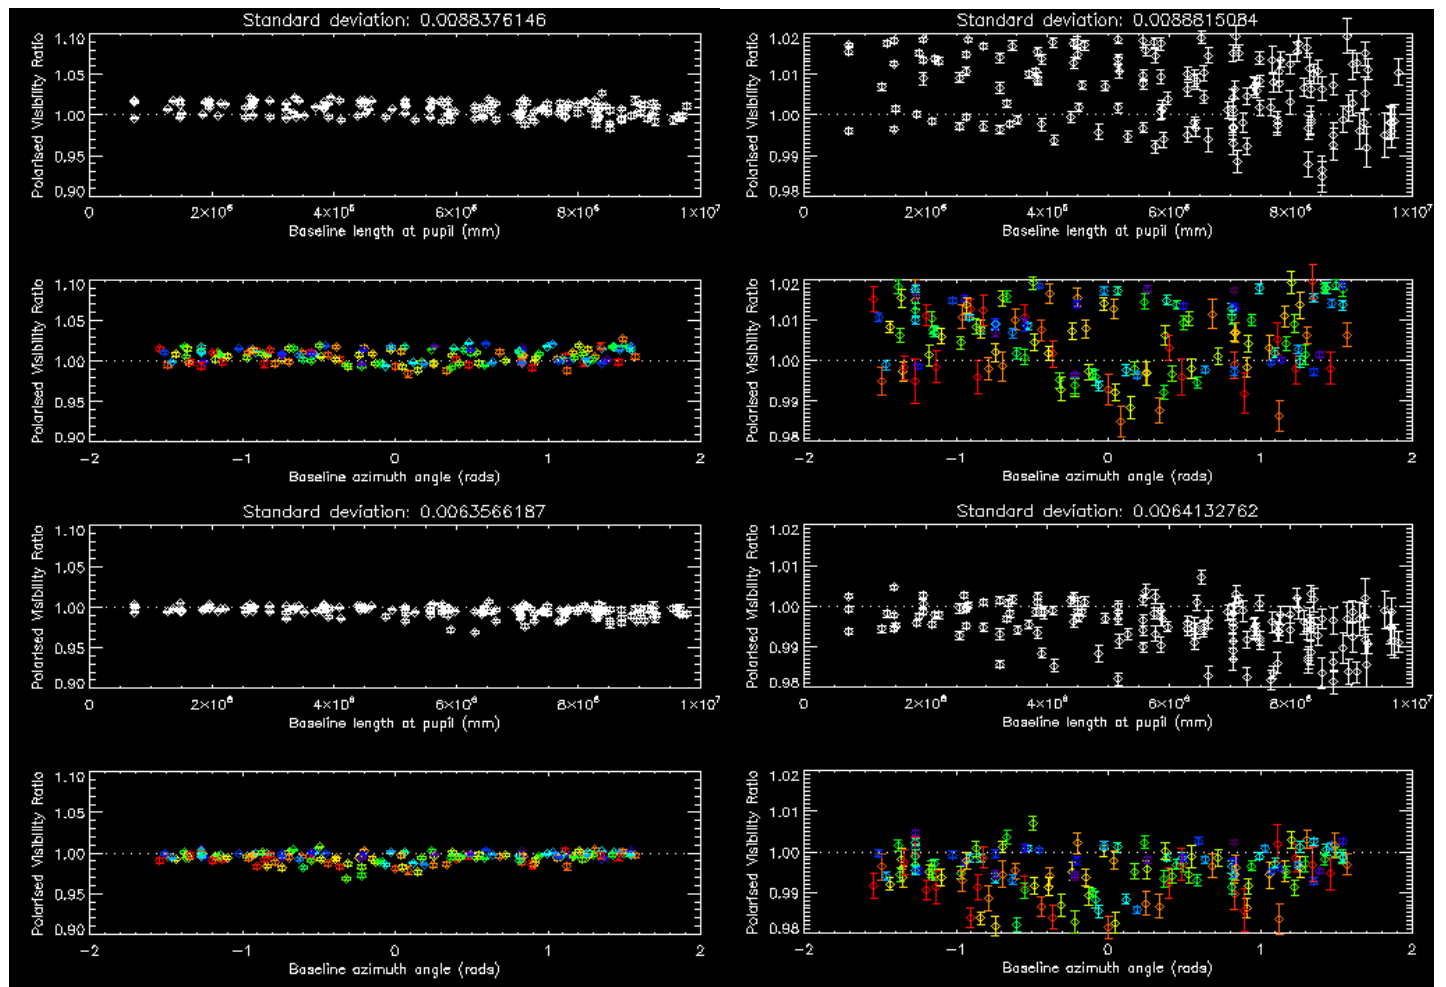 Standard deviation: 0.0088376146
Polarised Visibility Ratio
1.10
1.05
1.00
0.95
0.90
0 2×10⁶ 4×10⁶ 6×10⁶ 8×10⁶ 1×10⁷
Baseline length at pupil (mm)
Standard deviation: 0.0088815084
Polarised Visibility Ratio
1.02
1.01
1.00
0.99
0.98
0 2×10⁶ 4×10⁶ 6×10⁶ 8×10⁶ 1×10⁷
Baseline length at pupil (mm)
Polarised Visibility Ratio
1.10
1.05
1.00
0.95
0.90
-2 -1 0 1 2
Baseline azimuth angle (rads)
Polarised Visibility Ratio
1.02
1.01
1.00
0.99
0.98
-2 -1 0 1 2
Baseline azimuth angle (rads)
Standard deviation: 0.0063566187
Polarised Visibility Ratio
1.10
1.05
1.00
0.95
0.90
0 2×10⁶ 4×10⁶ 6×10⁶ 8×10⁶ 1×10⁷
Baseline length at pupil (mm)
Standard deviation: 0.0064132762
Polarised Visibility Ratio
1.02
1.01
1.00
0.99
0.98
0 2×10⁶ 4×10⁶ 6×10⁶ 8×10⁶ 1×10⁷
Baseline length at pupil (mm)
Polarised Visibility Ratio
1.10
1.05
1.00
0.95
0.90
-2 -1 0 1 2
Baseline azimuth angle (rads)
Polarised Visibility Ratio
1.02
1.01
1.00
0.99
0.98
-2 -1 0 1 2
Baseline azimuth angle (rads)